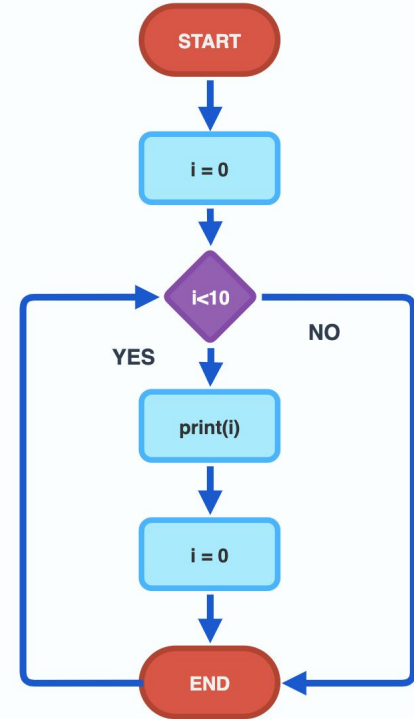 START
i = 0
i<10
NO
YES
print(i)
i = 0
END